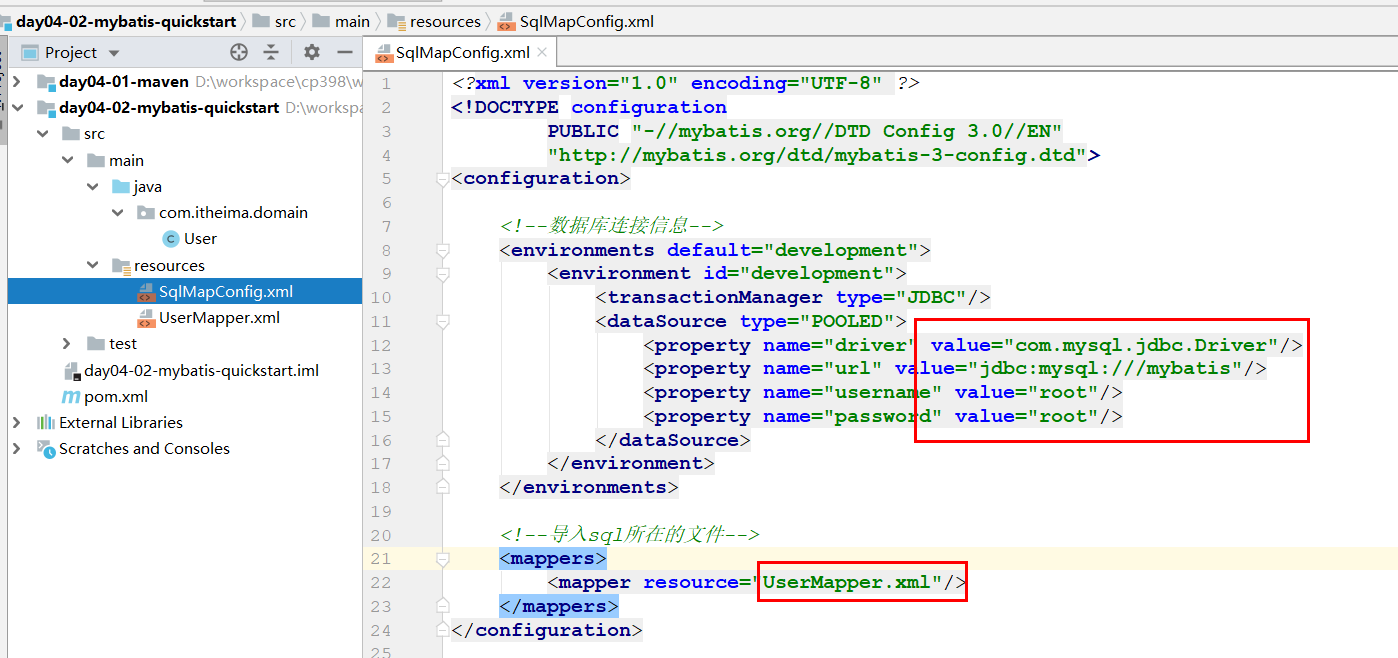 day04-02-mybatis-quickstart src main resources SqlMapConfig.xml
Project
SqlMapConfig.xml
day04-01-maven D:\workspace\cp398\w
day04-02-mybatis-quickstart D:\workspa
src
main
java
com.itheima.domain
User
resources
SqlMapConfig.xml
UserMapper.xml
test
day04-02-mybatis-quickstart.iml
pom.xml
External Libraries
Scratches and Consoles
1 <?xml version="1.0" encoding="UTF-8" ?>
2 <!DOCTYPE configuration
3 PUBLIC "-//mybatis.org//DTD Config 3.0//EN"
4 "http://mybatis.org/dtd/mybatis-3-config.dtd">
5 <configuration>
6
7 <!--数据库连接信息-->
8 <environments default="development">
9 <environment id="development">
10 <transactionManager type="JDBC"/>
11 <dataSource type="POOLED">
12 <property name="driver" value="com.mysql.jdbc.Driver"/>
13 <property name="url" value="jdbc:mysql:///mybatis"/>
14 <property name="username" value="root"/>
15 <property name="password" value="root"/>
16 </dataSource>
17 </environment>
18 </environments>
19
20 <!--导入sql所在的文件-->
21 <mappers>
22 <mapper resource="UserMapper.xml"/>
23 </mappers>
24 </configuration>
25